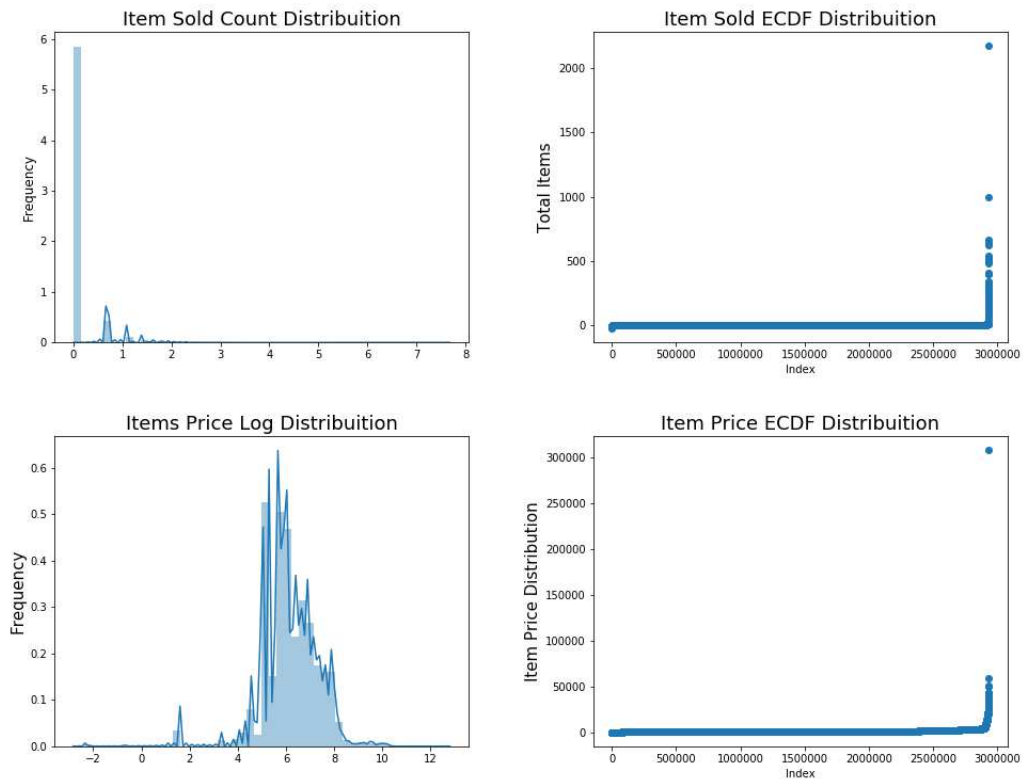 Item Sold Count Distribuition
Frequency
6
5
4
3
2
1
0
0 1 2 3 4 5 6 7 8
Item Sold ECDF Distribuition
Total Items
2000
1500
1000
500
0
0 500000 1000000 1500000 2000000 2500000 3000000
Index
Items Price Log Distribuition
Frequency
0.6
0.5
0.4
0.3
0.2
0.1
0.0
−2 0 2 4 6 8 10 12
Item Price ECDF Distribuition
Item Price Distribution
300000
250000
200000
150000
100000
50000
0
0 500000 1000000 1500000 2000000 2500000 3000000
Index